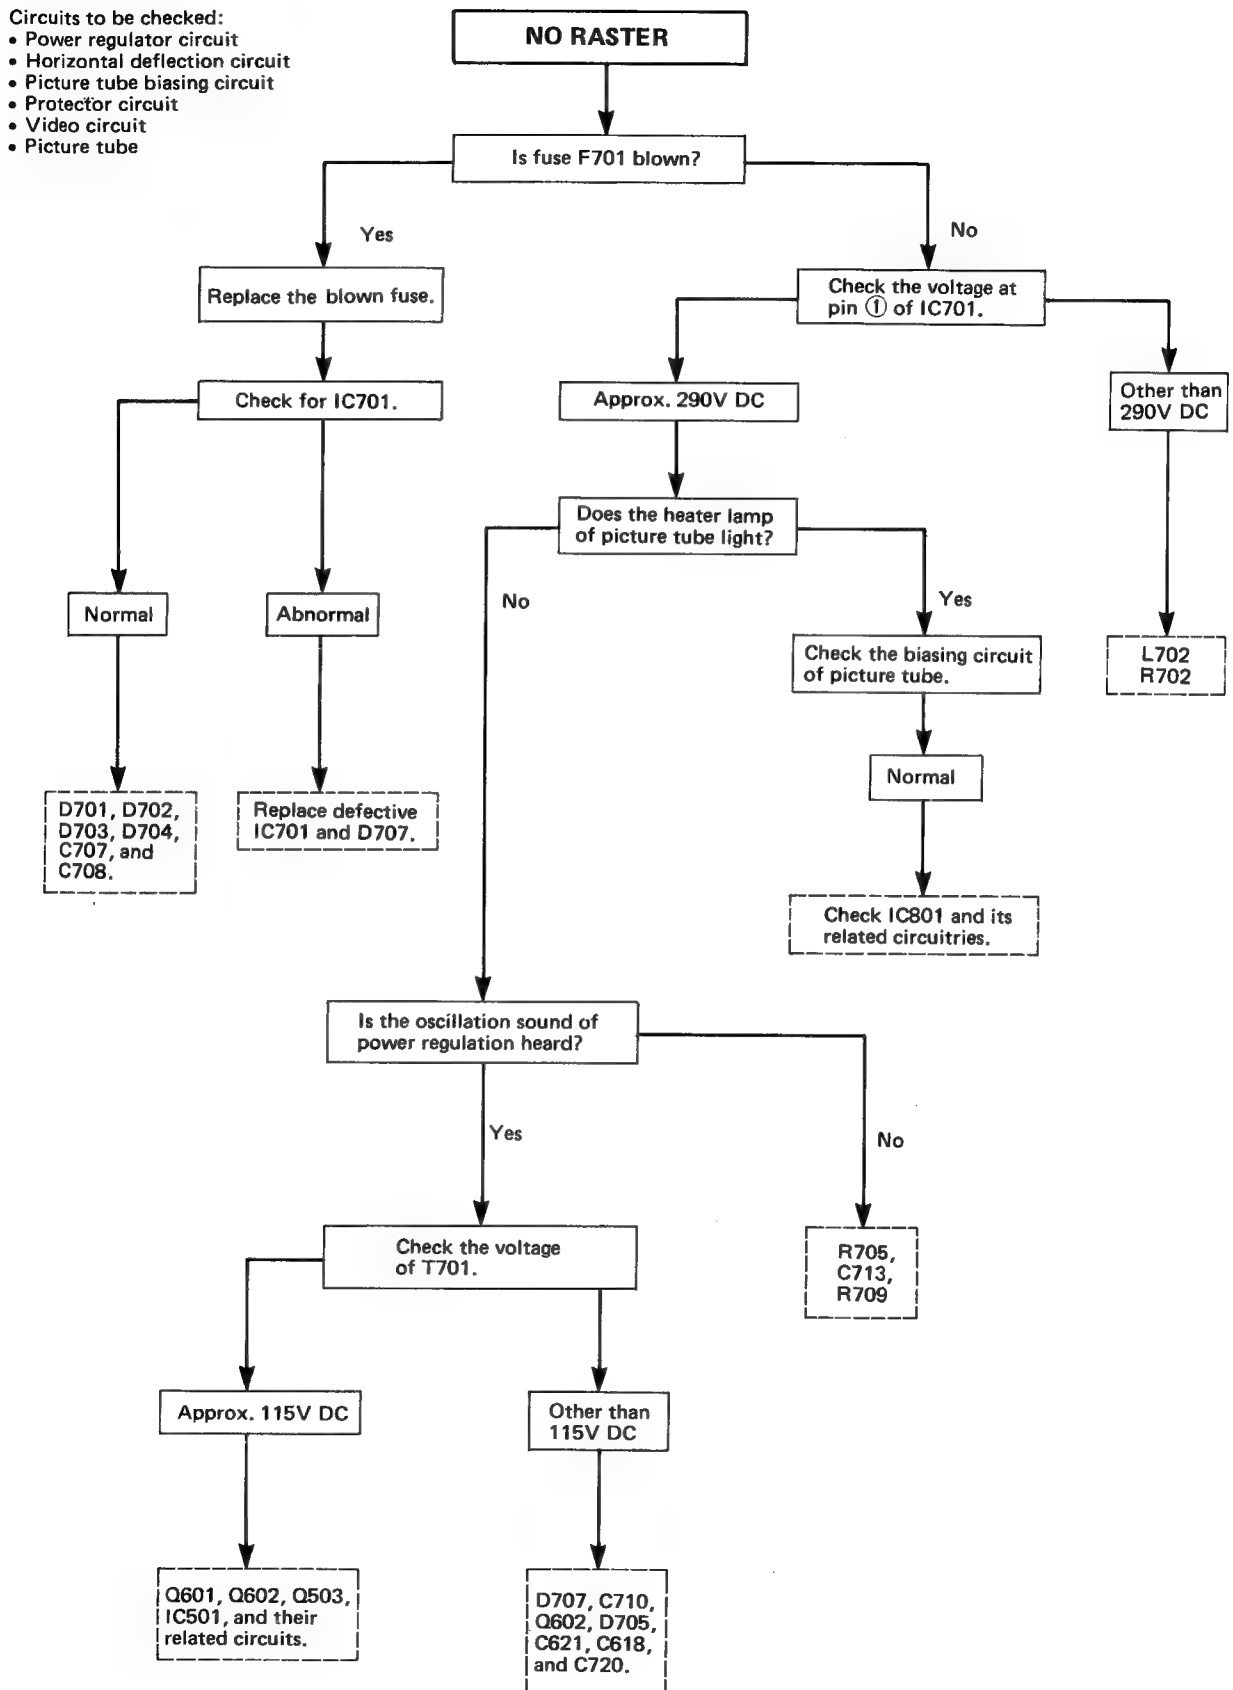 Circuits to be checked:
• Power regulator circuit
• Horizontal deflection circuit
• Picture tube biasing circuit
• Protector circuit
• Video circuit
• Picture tube
NO RASTER
Is fuse F701 blown?
Yes
No
Replace the blown fuse.
Check the voltage at
pin ① of IC701.
Check for IC701.
Approx. 290V DC
Other than
290V DC
Does the heater lamp
of picture tube light?
Normal
Abnormal
No
Yes
Check the biasing circuit
of picture tube.
L702
R702
Normal
D701, D702,
D703, D704,
C707, and
C708.
Replace defective
IC701 and D707.
Check IC801 and its
related circuitries.
Is the oscillation sound of
power regulation heard?
Yes
No
Check the voltage
of T701.
R705,
C713,
R709
Approx. 115V DC
Other than
115V DC
Q601, Q602, Q503,
IC501, and their
related circuits.
D707, C710,
Q602, D705,
C621, C618,
and C720.